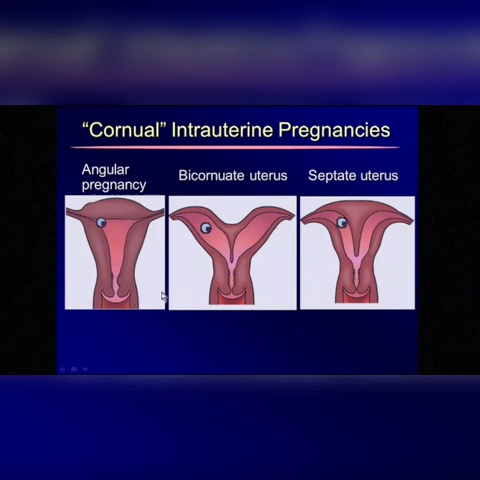 “Cornual” Intrauterine Pregnancies
Angular
pregnancy
Bicornuate uterus
Septate uterus